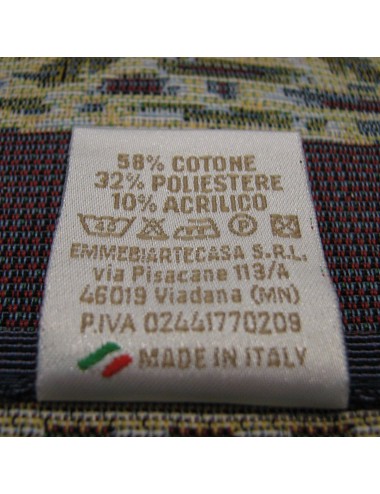 58% COTONE
32% POLIESTERE
10% ACRILICO
EMMEBIARTECASA S.R.L.
via Pisacane 113/A
46019 Viadana (MN)
P.IVA 02441770209
MADE IN ITALY